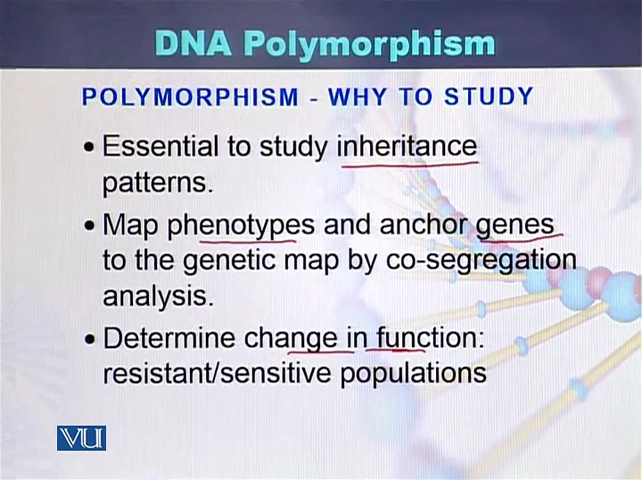 DNA Polymorphism
POLYMORPHISM - WHY TO STUDY
• Essential to study inheritance
patterns.
• Map phenotypes and anchor genes
to the genetic map by co-segregation
analysis.
• Determine change in function:
resistant/sensitive populations
VU